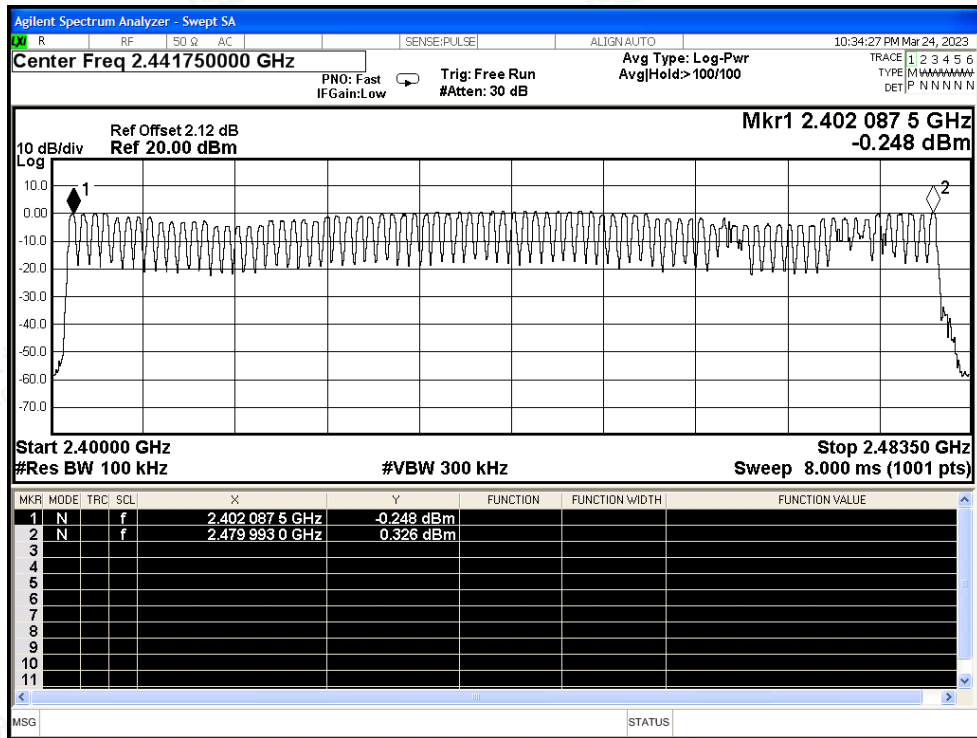 Agilent Spectrum Analyzer - Swept SA
LXI R RF 50 Ω AC SENSE:PULSE ALIGN AUTO 10:34:27 PM Mar 24, 2023
Center Freq 2.441750000 GHz
PNO: Fast
IFGain:Low
Trig: Free Run
#Atten: 30 dB
Avg Type: Log-Pwr
Avg|Hold:>100/100
TRACE 1 2 3 4 5 6
TYPE M WWWWW
DET P N N N N N
Ref Offset 2.12 dB
10 dB/div Ref 20.00 dBm
Log
Mkr1 2.402 087 5 GHz
-0.248 dBm
10.0
0.00
-10.0
-20.0
-30.0
-40.0
-50.0
-60.0
-70.0
1
2
Start 2.40000 GHz Stop 2.48350 GHz
#Res BW 100 kHz #VBW 300 kHz Sweep 8.000 ms (1001 pts)
MKR MODE TRC SCL X Y FUNCTION FUNCTION WIDTH FUNCTION VALUE
1 N f 2.402 087 5 GHz -0.248 dBm
2 N f 2.479 993 0 GHz 0.326 dBm
3
4
5
6
7
8
9
10
11
MSG STATUS